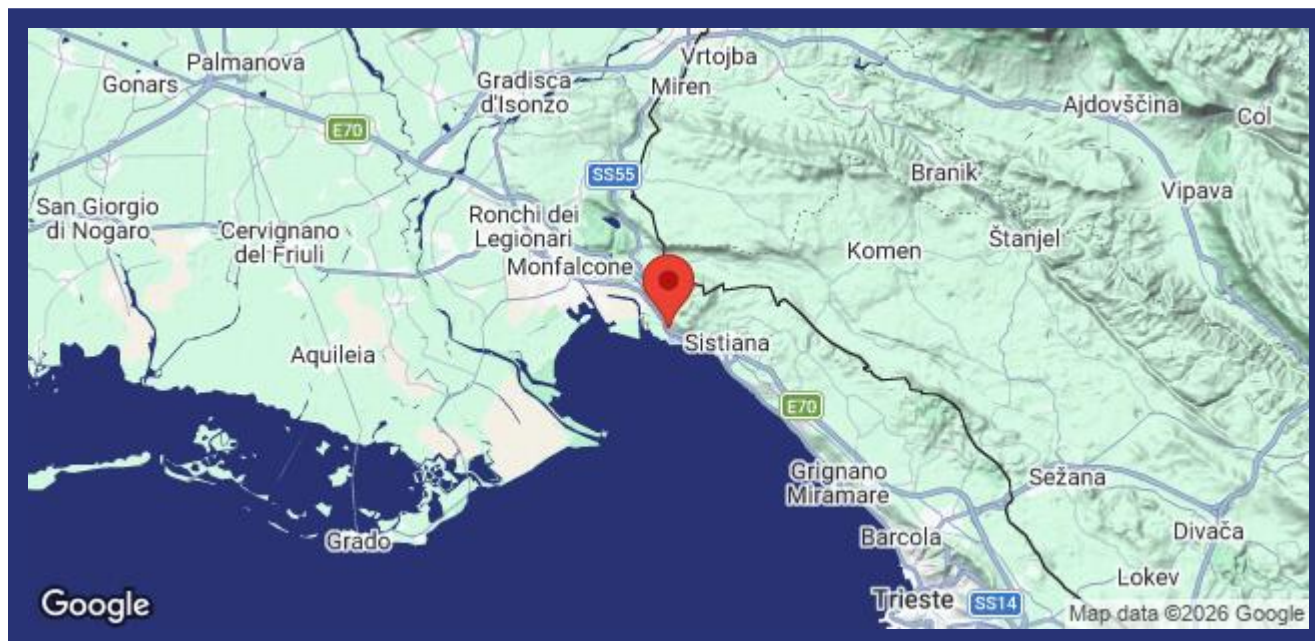 Palmanova
Gonars
Gradisca
d'Isonzo
Vrtojba
Miren
Ajdovščina
Col
E70
SS55
Branik
Vipava
San Giorgio
di Nogaro
Cervignano
del Friuli
Ronchi dei
Legionari
Monfalcone
Komen
Štanjel
Aquileia
Sistiana
E70
Grignano
Miramare
Sežana
Grado
Barcola
Divača
Lokev
Trieste
SS14
Google
Map data ©2026 Google